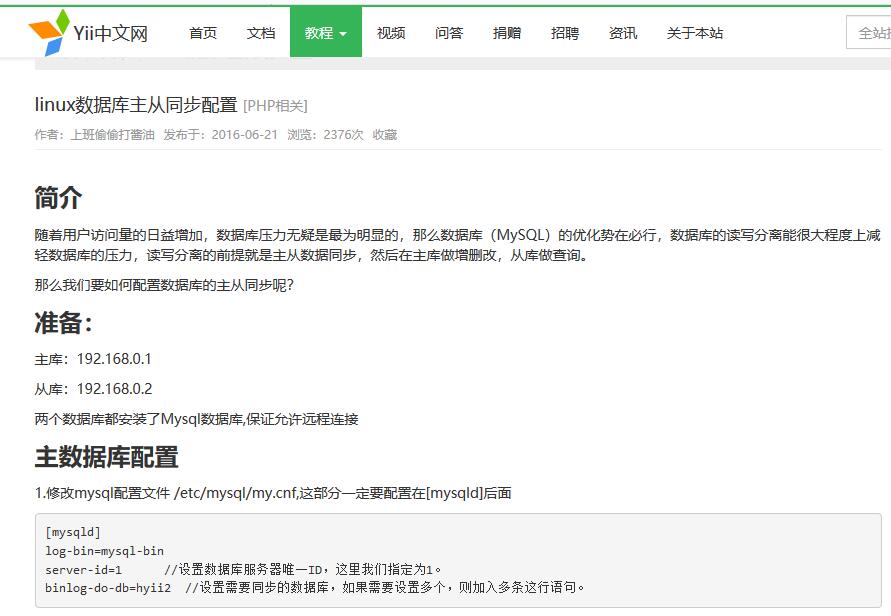 Yii中文网 首页 文档 教程 视频 问答 捐赠 招聘 资讯 关于本站
linux数据库主从同步配置 [PHP相关]
作者：上班偷偷打酱油 发布于：2016-06-21 浏览：2376次 收藏
简介
随着用户访问量的日益增加，数据库压力无疑是最为明显的，那么数据库（MySQL）的优化势在必行，数据库的读写分离能很大程度上减
轻数据库的压力，读写分离的前提就是主从数据同步，然后在主库做增删改，从库做查询。
那么我们要如何配置数据库的主从同步呢？
准备：
主库：192.168.0.1
从库：192.168.0.2
两个数据库都安装了Mysql数据库,保证允许远程连接
主数据库配置
1.修改mysql配置文件 /etc/mysql/my.cnf,这部分一定要配置在[mysqld]后面
[mysqld]
log-bin=mysql-bin
server-id=1 //设置数据库服务器唯一ID，这里我们指定为1。
binlog-do-db=hyii2 //设置需要同步的数据库，如果需要设置多个，则加入多条这行语句。